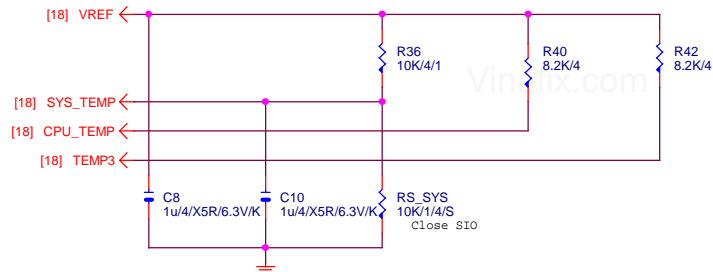 [18] VREF
R36
10K/4/1
R40
8.2K/4
R42
8.2K/4
Vinafix.com
[18] SYS_TEMP
[18] CPU_TEMP
[18] TEMP3
C8
1u/4/X5R/6.3V/K
C10
1u/4/X5R/6.3V/K
RS_SYS
10K/1/4/S
Close SIO